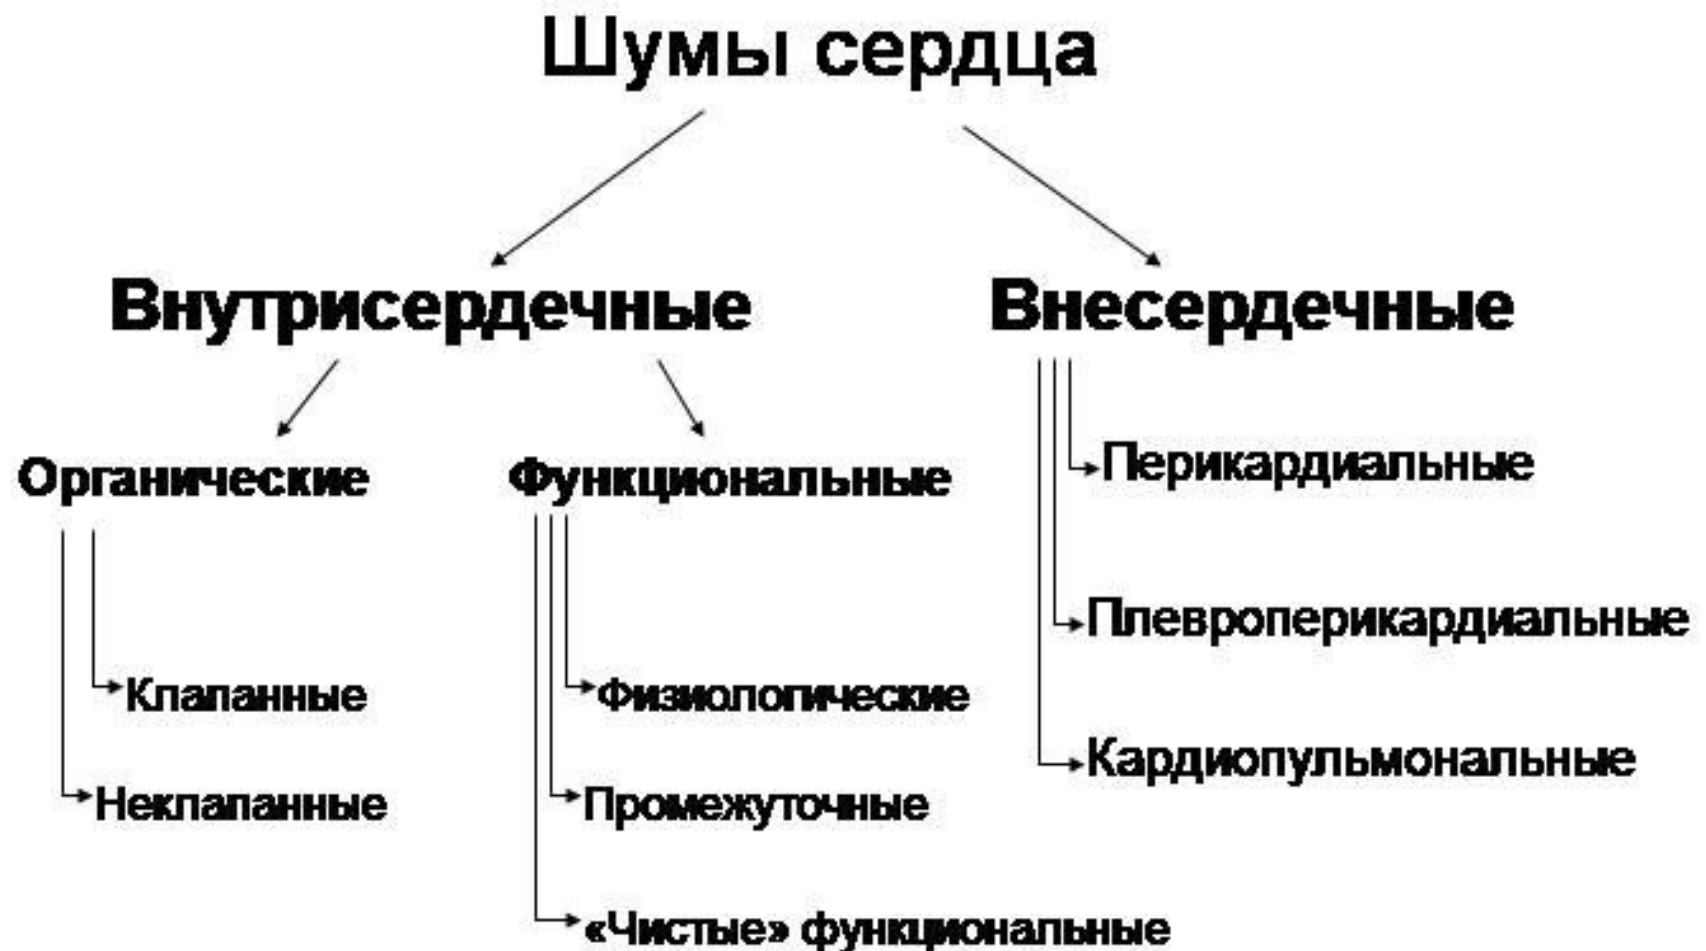 Шумы сердца
Внутрисердечные
Внесердечные
Органические
Функциональные
Перикардиальные
Плевроперикардиальные
Кардиопульмональные
Клапанные
Неклапанные
Физиологические
Промежуточные
«Чистые» функциональные